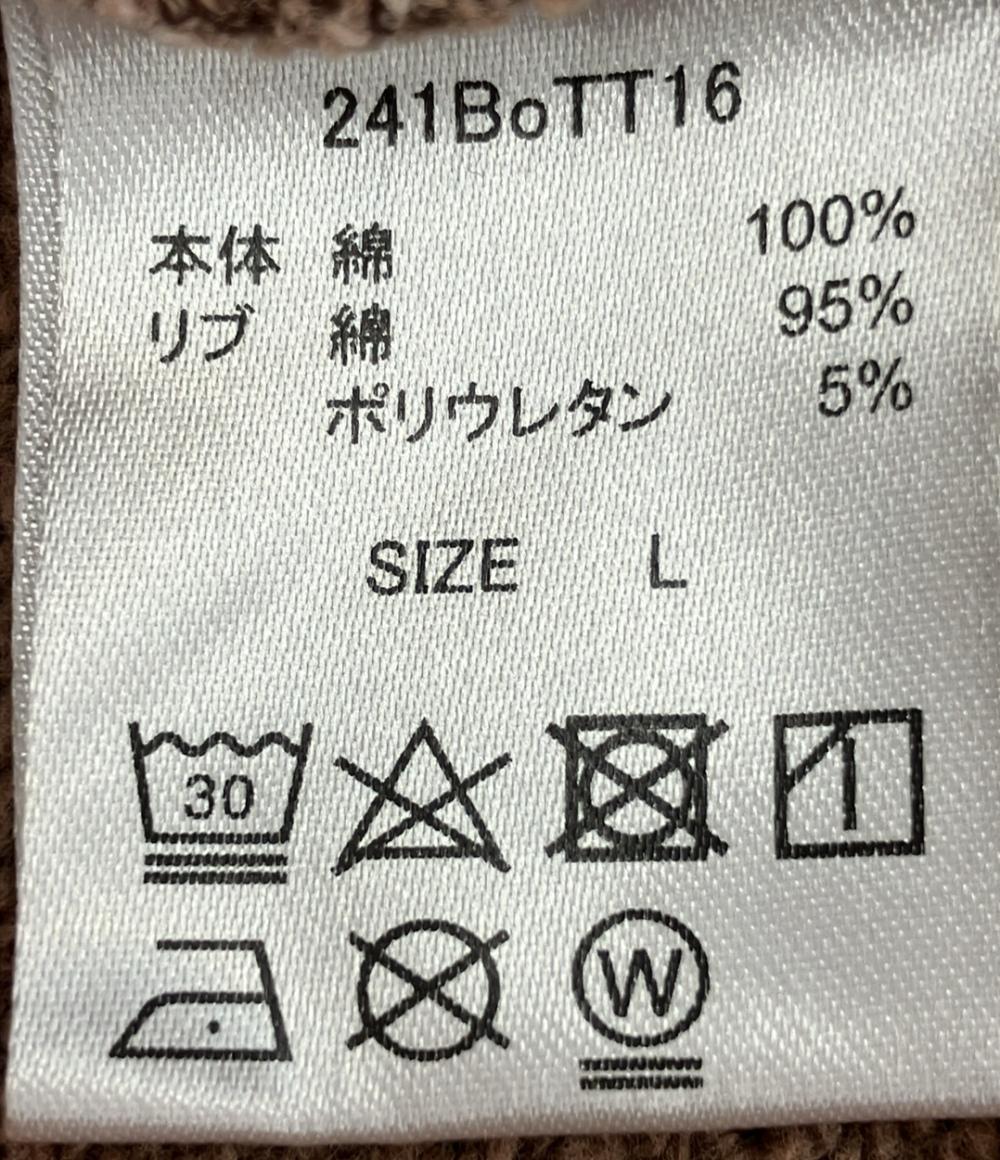 241BoTT16
本体 綿 100%
リブ 綿 95%
ポリウレタン 5%
SIZE L
30
W